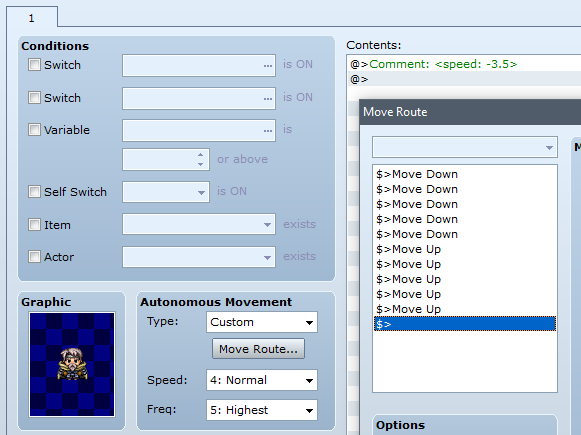 1
Conditions
Switch ... is ON
Switch ... is ON
Variable ... is
or above
Self Switch is ON
Item exists
Actor exists
Graphic
Autonomous Movement
Type: Custom
Move Route...
Speed: 4: Normal
Freq: 5: Highest
Contents:
@>Comment: <speed: -3.5>
@>
Move Route
M
$>Move Down
$>Move Down
$>Move Down
$>Move Down
$>Move Down
$>Move Up
$>Move Up
$>Move Up
$>Move Up
$>Move Up
$>
Options